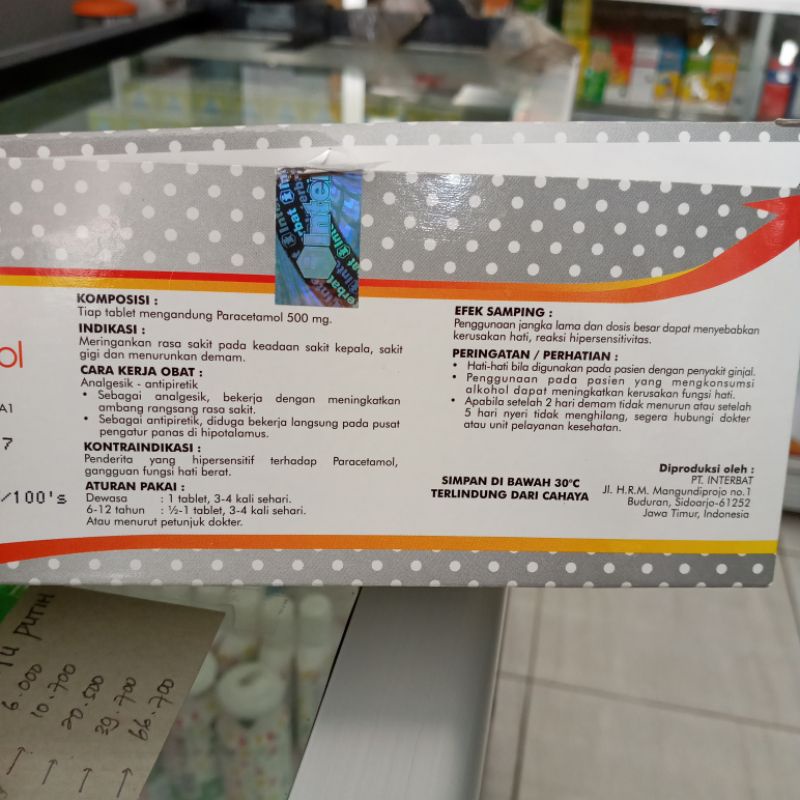 ol
A1
7
/100's
KOMPOSISI :
Tiap tablet mengandung Paracetamol 500 mg.
INDIKASI :
Meringankan rasa sakit pada keadaan sakit kepala, sakit
gigi dan menurunkan demam.
CARA KERJA OBAT :
Analgesik - antipiretik
• Sebagai analgesik, bekerja dengan meningkatkan
ambang rangsang rasa sakit.
• Sebagai antipiretik, diduga bekerja langsung pada pusat
pengatur panas di hipotalamus.
KONTRAINDIKASI :
Penderita yang hipersensitif terhadap Paracetamol,
gangguan fungsi hati berat.
ATURAN PAKAI :
Dewasa : 1 tablet, 3-4 kali sehari.
6-12 tahun : ½-1 tablet, 3-4 kali sehari.
Atau menurut petunjuk dokter.
EFEK SAMPING :
Penggunaan jangka lama dan dosis besar dapat menyebabkan
kerusakan hati, reaksi hipersensitivitas.
PERINGATAN / PERHATIAN :
• Hati-hati bila digunakan pada pasien dengan penyakit ginjal.
• Penggunaan pada pasien yang mengkonsumsi
alkohol dapat meningkatkan kerusakan fungsi hati.
• Apabila setelah 2 hari demam tidak menurun atau setelah
5 hari nyeri tidak menghilang, segera hubungi dokter
atau unit pelayanan kesehatan.
SIMPAN DI BAWAH 30°C
TERLINDUNG DARI CAHAYA
Diproduksi oleh :
PT. INTERBAT
Jl. H.R.M. Mangundiprojo no.1
Buduran, Sidoarjo-61252
Jawa Timur, Indonesia
Interbat
PUTIH
6.000
10.700
20.500
39.700
66.700